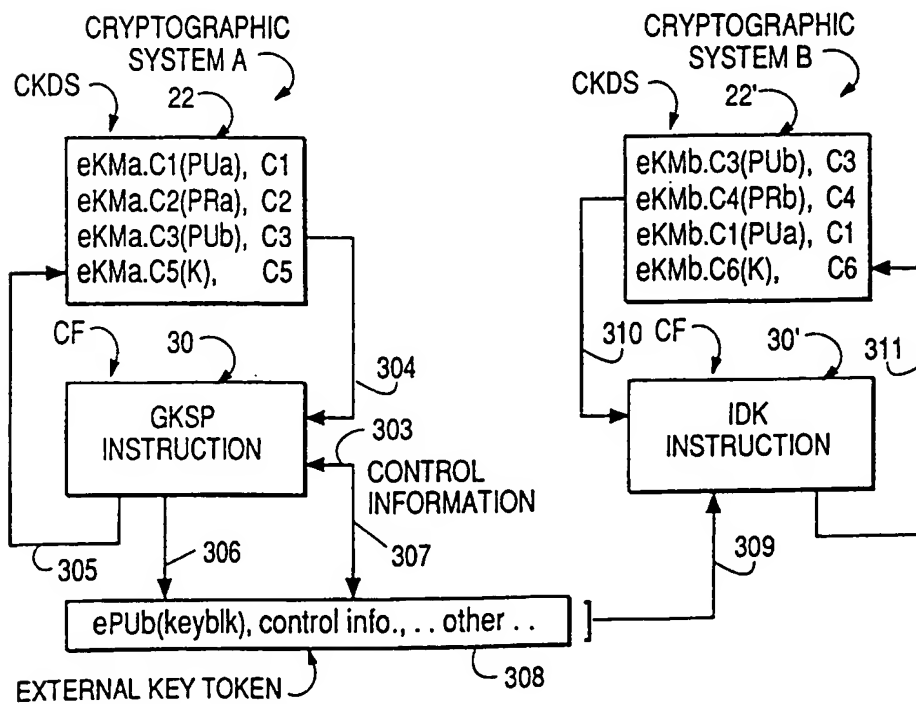 CRYPTOGRAPHIC
SYSTEM A
CKDS
22
eKMa.C1(PUa), C1
eKMa.C2(PRa), C2
eKMa.C3(PUb), C3
eKMa.C5(K), C5
CF
30
304
GKSP
INSTRUCTION
303
CONTROL
INFORMATION
305
306
307
ePUb(keyblk), control info., . . other . .
EXTERNAL KEY TOKEN
308
CRYPTOGRAPHIC
SYSTEM B
CKDS
22'
eKMb.C3(PUb), C3
eKMb.C4(PRb), C4
eKMb.C1(PUa), C1
eKMb.C6(K), C6
310
CF
30'
311
IDK
INSTRUCTION
309